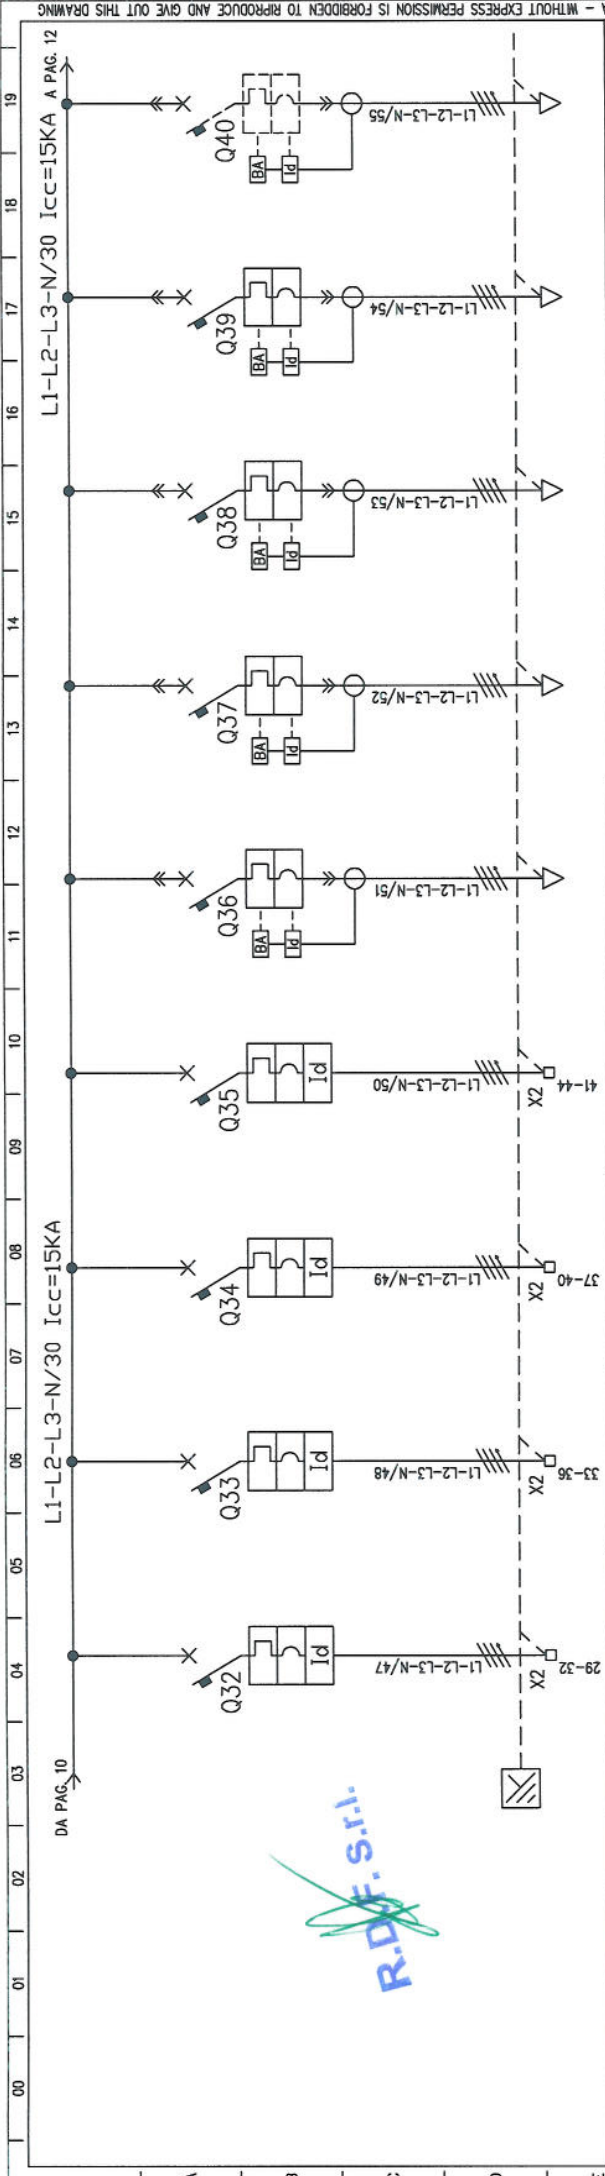 A - WITHOUT EXPRESS PERMISSION IS FORBIDDEN TO RIPRODUCE AND GIVE OUT THIS DRAWING
00 01 02 03 04 05 06 07 08 09 10 11 12 13 14 15 16 17 18 19
DA PAG. 10
L1-L2-L3-N/30 Icc=15KA
L1-L2-L3-N/30 Icc=15KA
A PAG. 12
Q32
Id
L1-L2-L3-N/47
X2
29-32
Q33
Id
L1-L2-L3-N/48
X2
33-36
Q34
Id
L1-L2-L3-N/49
X2
37-40
Q35
Id
L1-L2-L3-N/50
X2
41-44
Q36
BA
Id
L1-L2-L3-N/51
Q37
BA
Id
L1-L2-L3-N/52
Q38
BA
Id
L1-L2-L3-N/53
Q39
BA
Id
L1-L2-L3-N/54
Q40
BA
Id
L1-L2-L3-N/55
R.D.F. S.r.l.